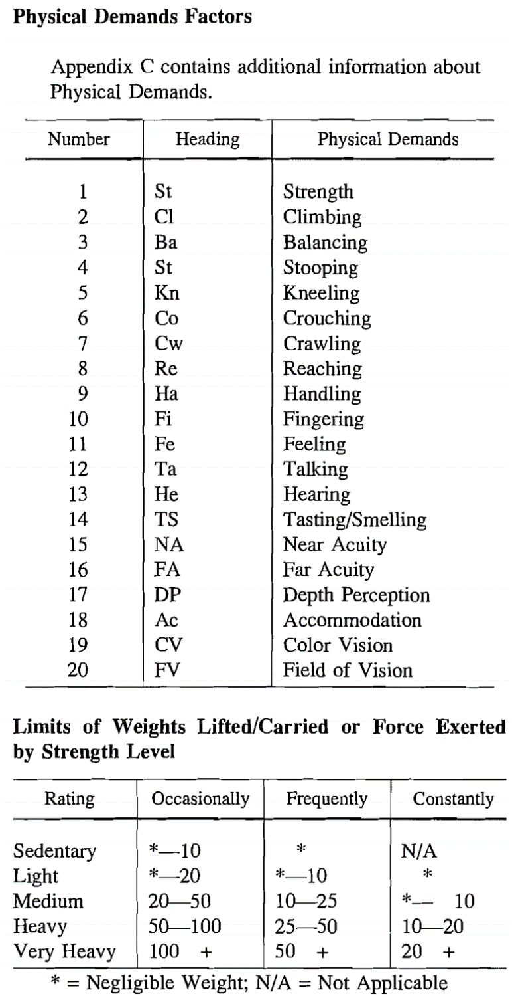 Physical Demands Factors
Appendix C contains additional information about
Physical Demands.
Number Heading Physical Demands
1 St Strength
2 Cl Climbing
3 Ba Balancing
4 St Stooping
5 Kn Kneeling
6 Co Crouching
7 Cw Crawling
8 Re Reaching
9 Ha Handling
10 Fi Fingering
11 Fe Feeling
12 Ta Talking
13 He Hearing
14 TS Tasting/Smelling
15 NA Near Acuity
16 FA Far Acuity
17 DP Depth Perception
18 Ac Accommodation
19 CV Color Vision
20 FV Field of Vision
Limits of Weights Lifted/Carried or Force Exerted
by Strength Level
Rating Occasionally Frequently Constantly
Sedentary *—10 * N/A
Light *—20 *—10 *
Medium 20—50 10—25 *— 10
Heavy 50—100 25—50 10—20
Very Heavy 100 + 50 + 20 +
* = Negligible Weight; N/A = Not Applicable